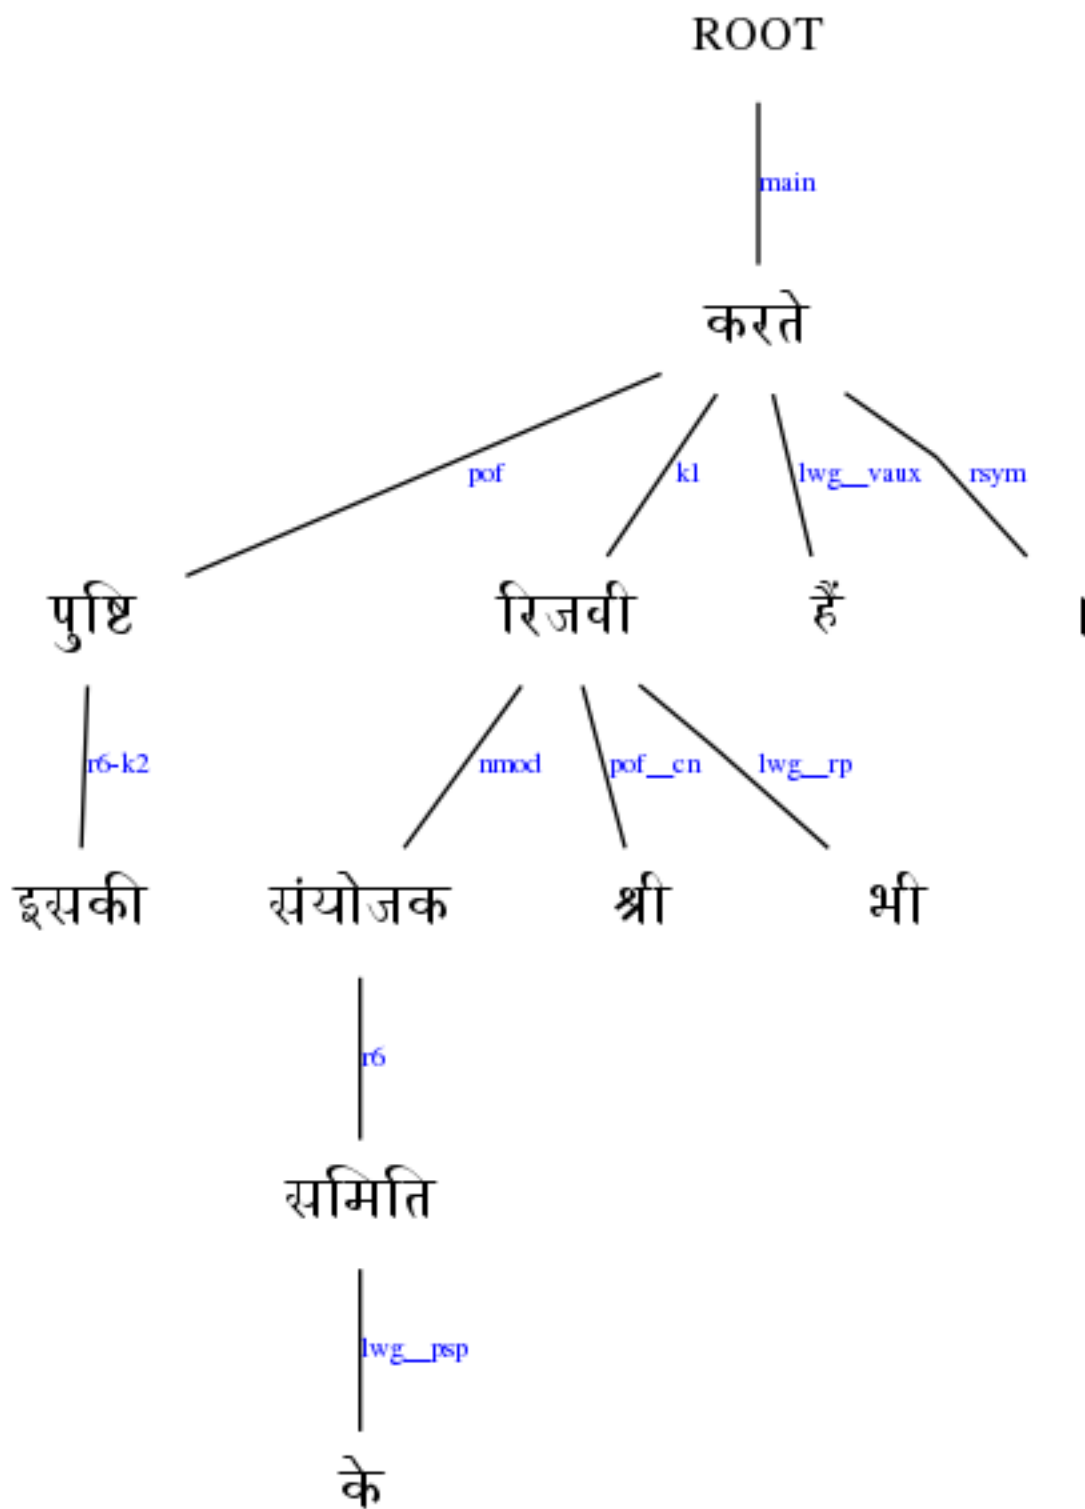 ROOT
main
करते
pof k1 lwg__vaux rsym
पुष्टि रिजवी हैं ।
r6-k2 nmod pof__cn lwg__rp
इसकी संयोजक श्री भी
r6
समिति
lwg__psp
के